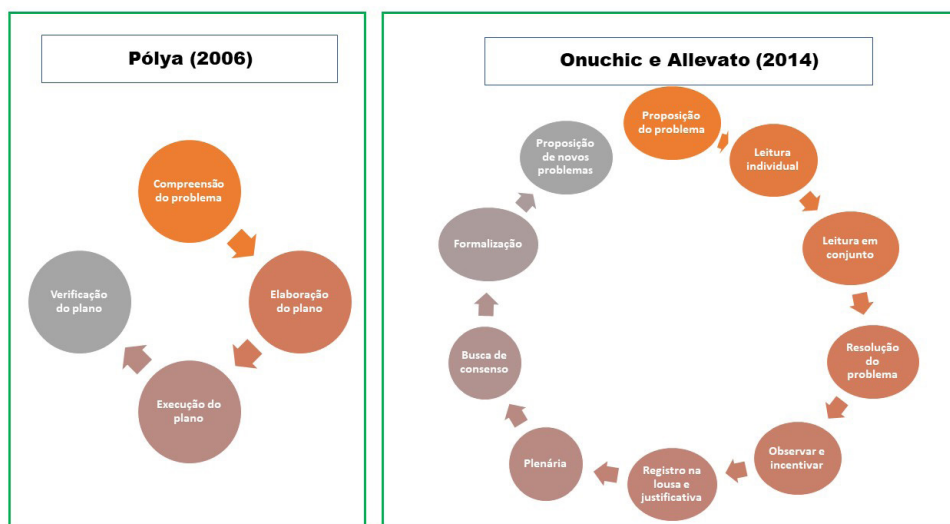 Pólya (2006)
Compreensão
do problema
Elaboração
do plano
Execução do
plano
Verificação
do plano
Onuchic e Allevato (2014)
Proposição
do problema
Leitura
individual
Leitura em
conjunto
Resolução
do
problema
Observar e
incentivar
Registro na
lousa e
justificativa
Plenária
Busca de
consenso
Formalização
Proposição
de novos
problemas